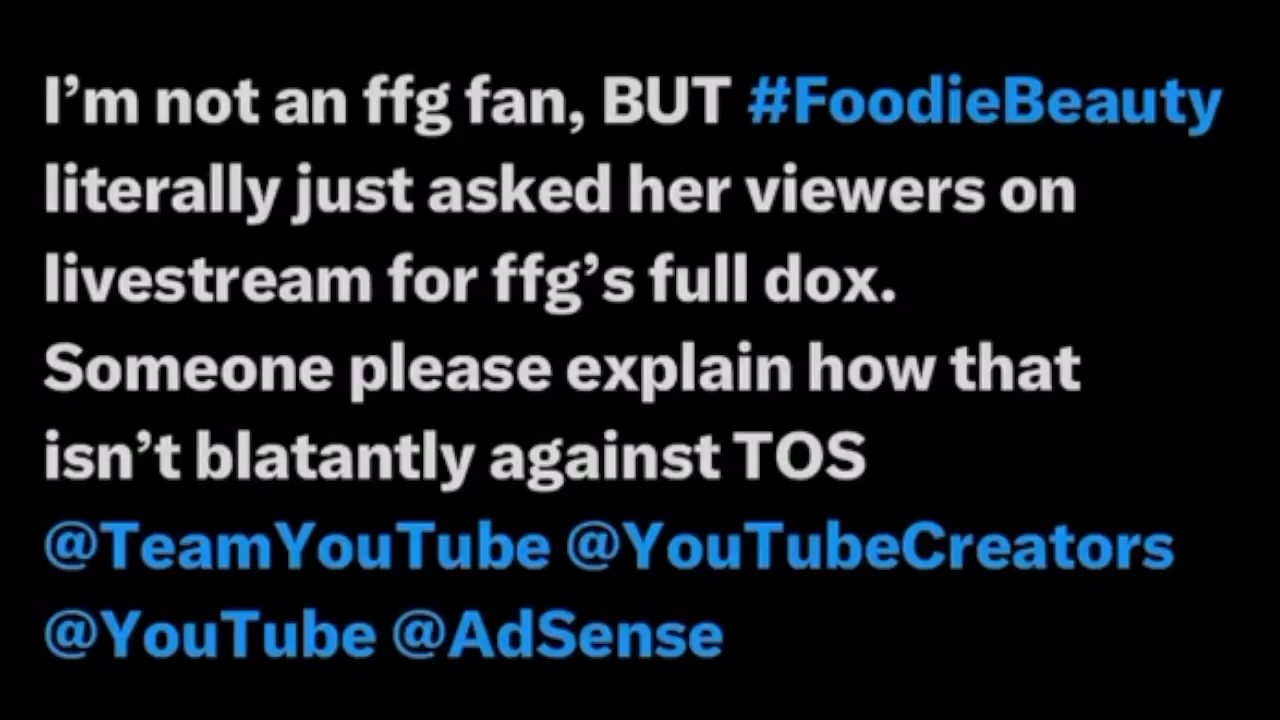 I’m not an ffg fan, BUT #FoodieBeauty
literally just asked her viewers on
livestream for ffg’s full dox.
Someone please explain how that
isn’t blatantly against TOS
@TeamYouTube @YouTubeCreators
@YouTube @AdSense